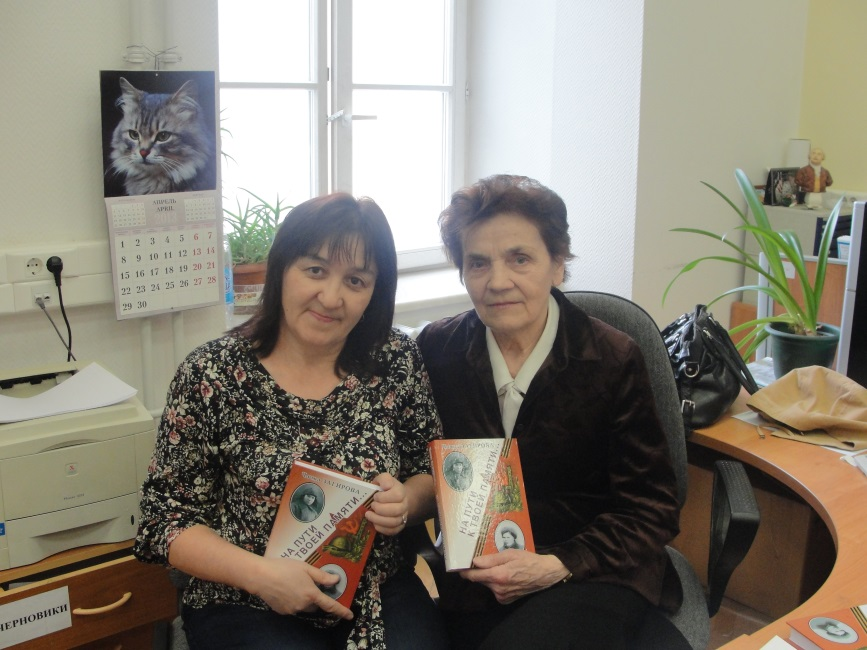 АПРЕЛЬ
APRIL
1 2 3 4 5 6 7
8 9 10 11 12 13 14
15 16 17 18 19 20 21
22 23 24 25 26 27 28
29 30
ЧЕРНОВИКИ
ЗАГИРОВА
НА ПУТИ
К ТВОЕЙ ПАМЯТИ...
НА ПУТИ
К ТВОЕЙ ПАМЯТИ...